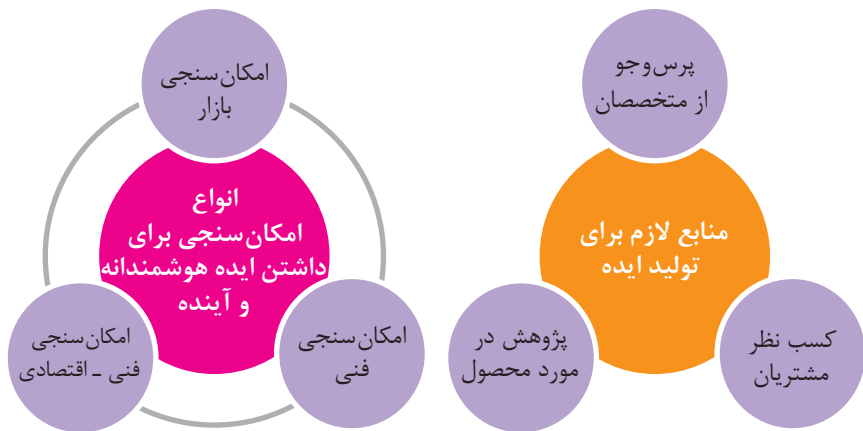 پرس‌وجو
از متخصصان
منابع لازم برای
تولید ایده
کسب نظر
مشتریان
پژوهش در
مورد محصول
امکان‌سنجی
بازار
انواع
امکان‌سنجی برای
داشتن ایده هوشمندانه
و آینده
امکان‌سنجی
فنی
امکان‌سنجی
فنی ـ اقتصادی